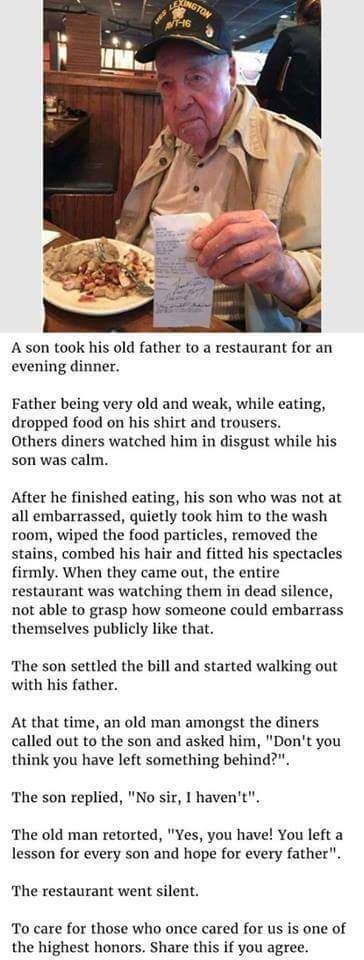 USS LEXINGTON
AVT-16
A son took his old father to a restaurant for an
evening dinner.
Father being very old and weak, while eating,
dropped food on his shirt and trousers.
Others diners watched him in disgust while his
son was calm.
After he finished eating, his son who was not at
all embarrassed, quietly took him to the wash
room, wiped the food particles, removed the
stains, combed his hair and fitted his spectacles
firmly. When they came out, the entire
restaurant was watching them in dead silence,
not able to grasp how someone could embarrass
themselves publicly like that.
The son settled the bill and started walking out
with his father.
At that time, an old man amongst the diners
called out to the son and asked him, "Don't you
think you have left something behind?".
The son replied, "No sir, I haven't".
The old man retorted, "Yes, you have! You left a
lesson for every son and hope for every father".
The restaurant went silent.
To care for those who once cared for us is one of
the highest honors. Share this if you agree.